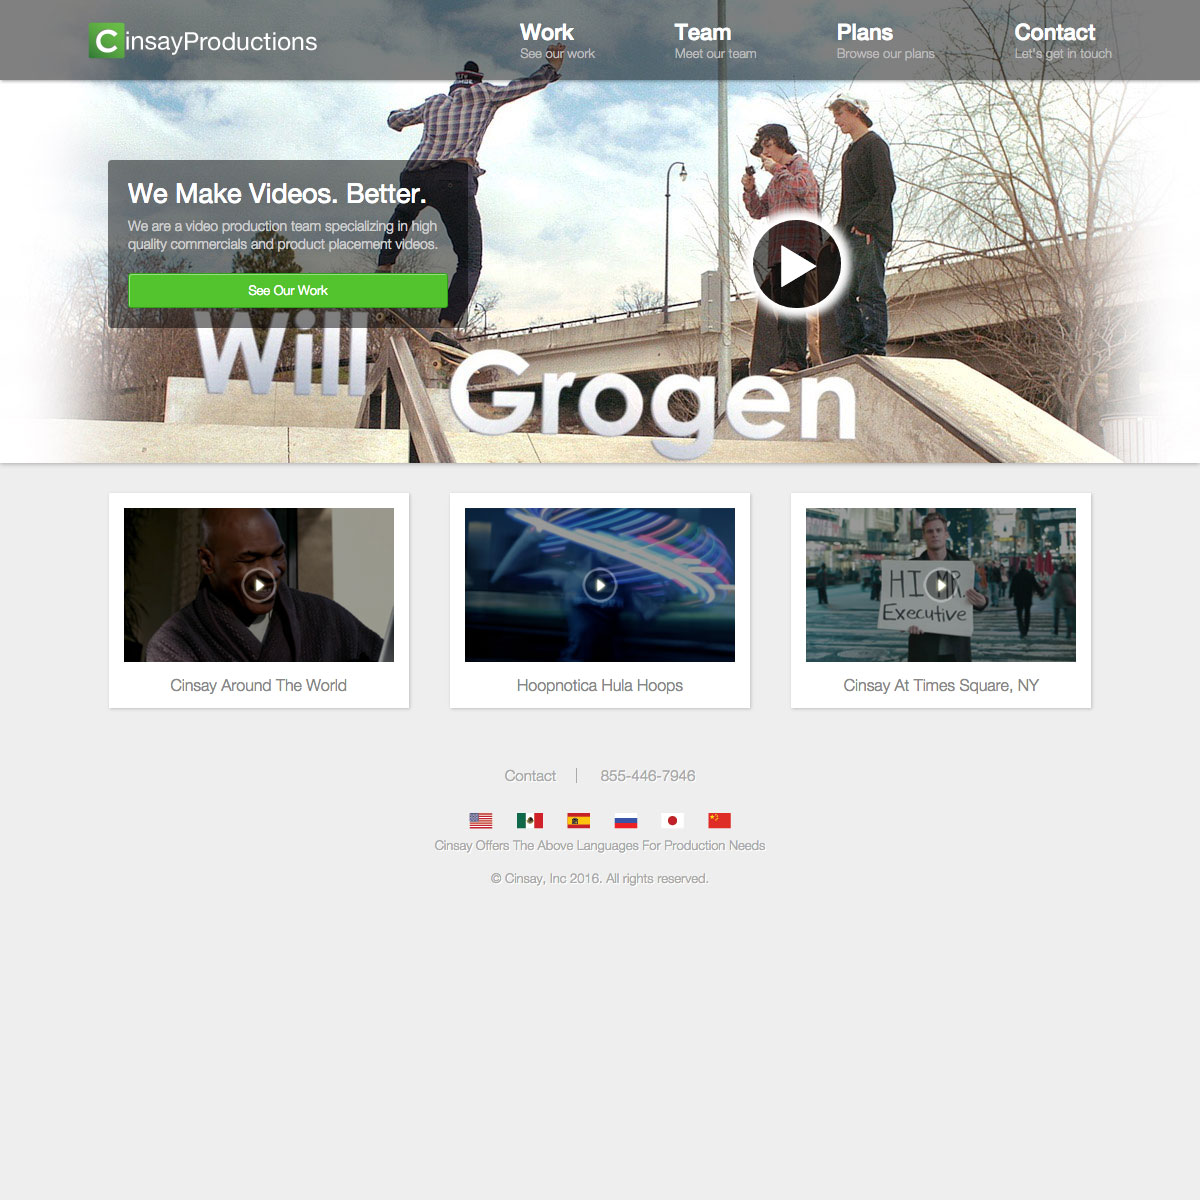 CinsayProductions
Work
See our work
Team
Meet our team
Plans
Browse our plans
Contact
Let's get in touch
We Make Videos. Better.
We are a video production team specializing in high
quality commercials and product placement videos.
See Our Work
Will
Grogen
HI MR.
Executive
Cinsay Around The World
Hoopnotica Hula Hoops
Cinsay At Times Square, NY
Contact | 855-446-7946
Cinsay Offers The Above Languages For Production Needs
© Cinsay, Inc 2016. All rights reserved.